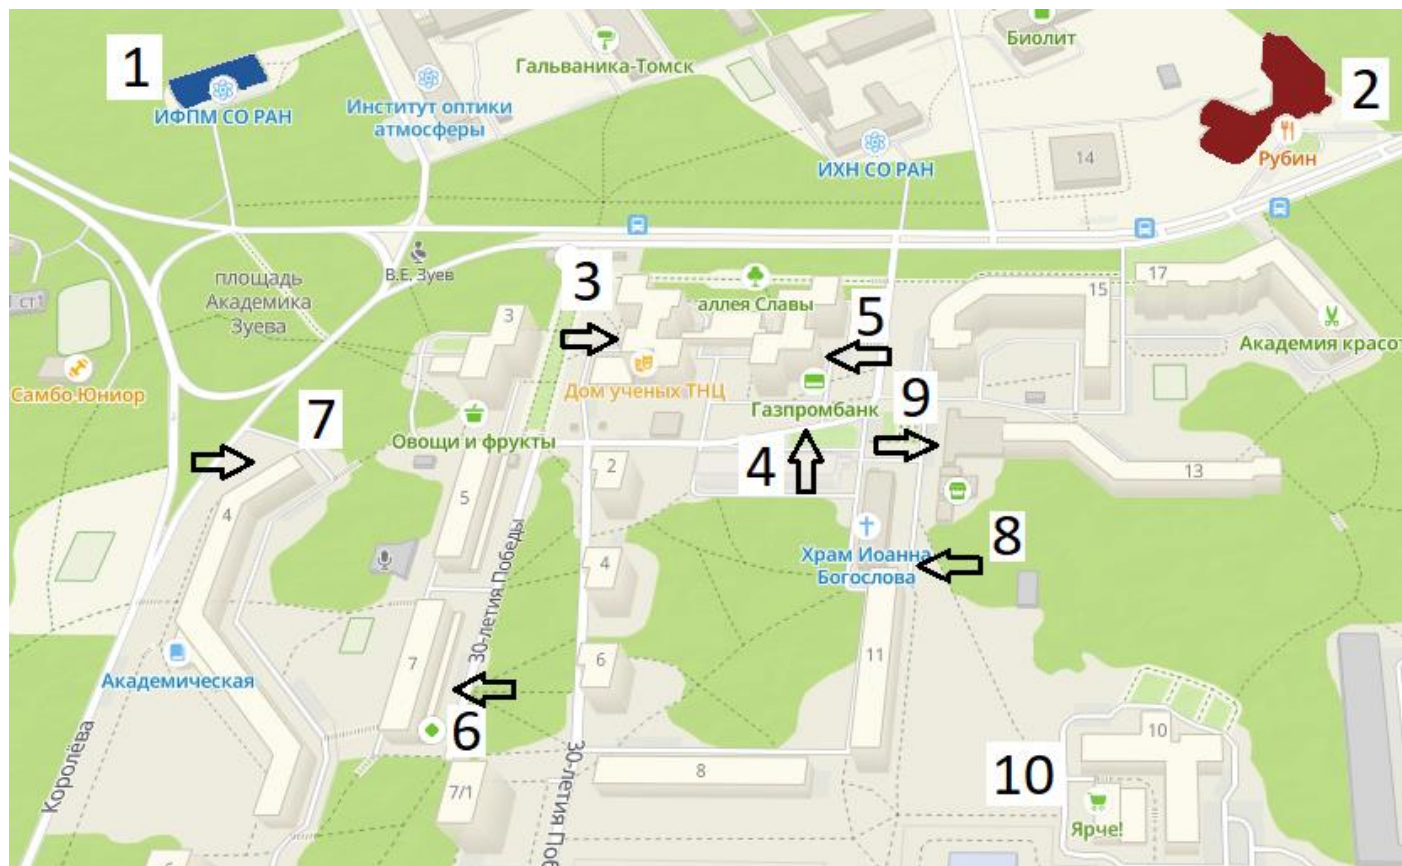 1
ИФПМ СО РАН
Институт оптики
атмосферы
Гальваника-Томск
Биолит
2
Рубин
ИХН СО РАН
14
площадь
Академика
Зуева
В.Е. Зуев
3
3
аллея Славы
5
17
15
Академия красот
ст1
Самбо Юниор
Дом ученых ТНЦ
Газпромбанк
9
7
Овощи и фрукты
4
2
13
4
5
30-летия Победы
8
Храм Иоанна
Богослова
4
6
11
7
Академическая
6
Королёва
30-летия Поб
8
7/1
10
10
Ярче!